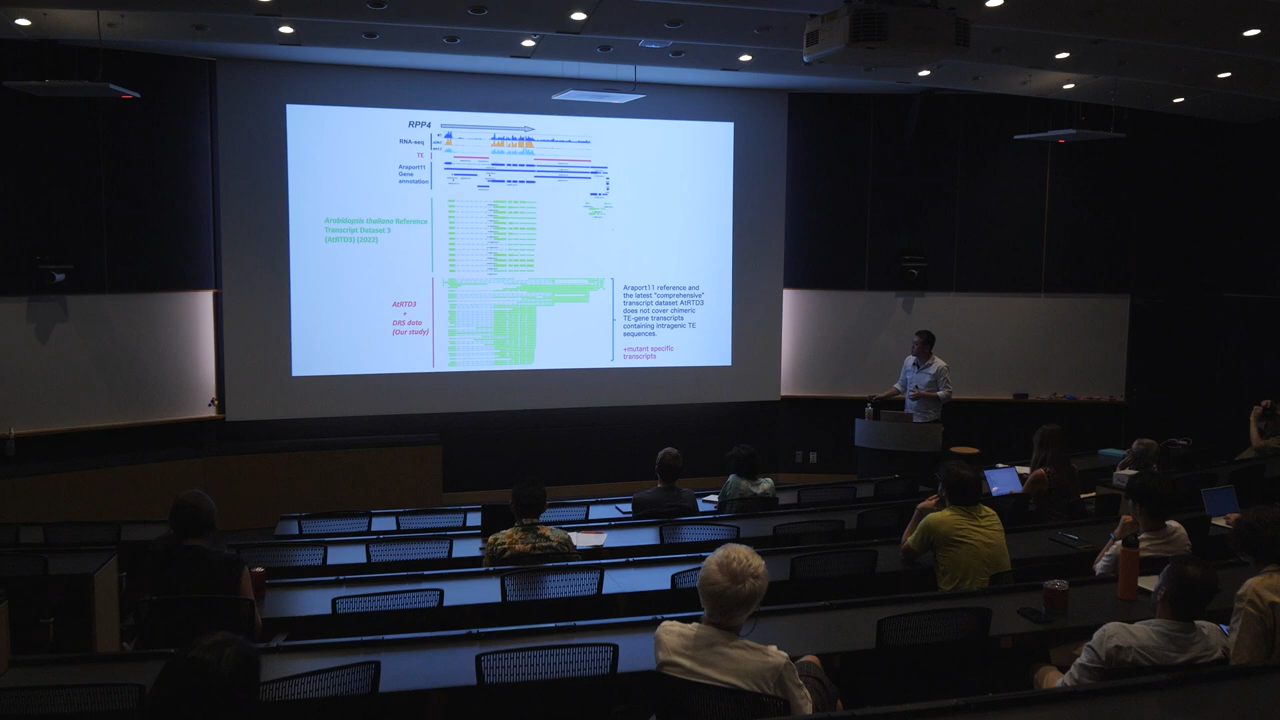 RPP4
RNA-seq
TE
Araport11
Gene
annotation
Arabidopsis thaliana Reference
Transcript Dataset 3
(AtRTD3) (2022)
AtRTD3
+
DRS data
(Our study)
Araport11 reference and
the latest "comprehensive"
transcript dataset AtRTD3
does not cover chimeric
TE-gene transcripts
containing intragenic TE
sequences.
+mutant specific
transcripts